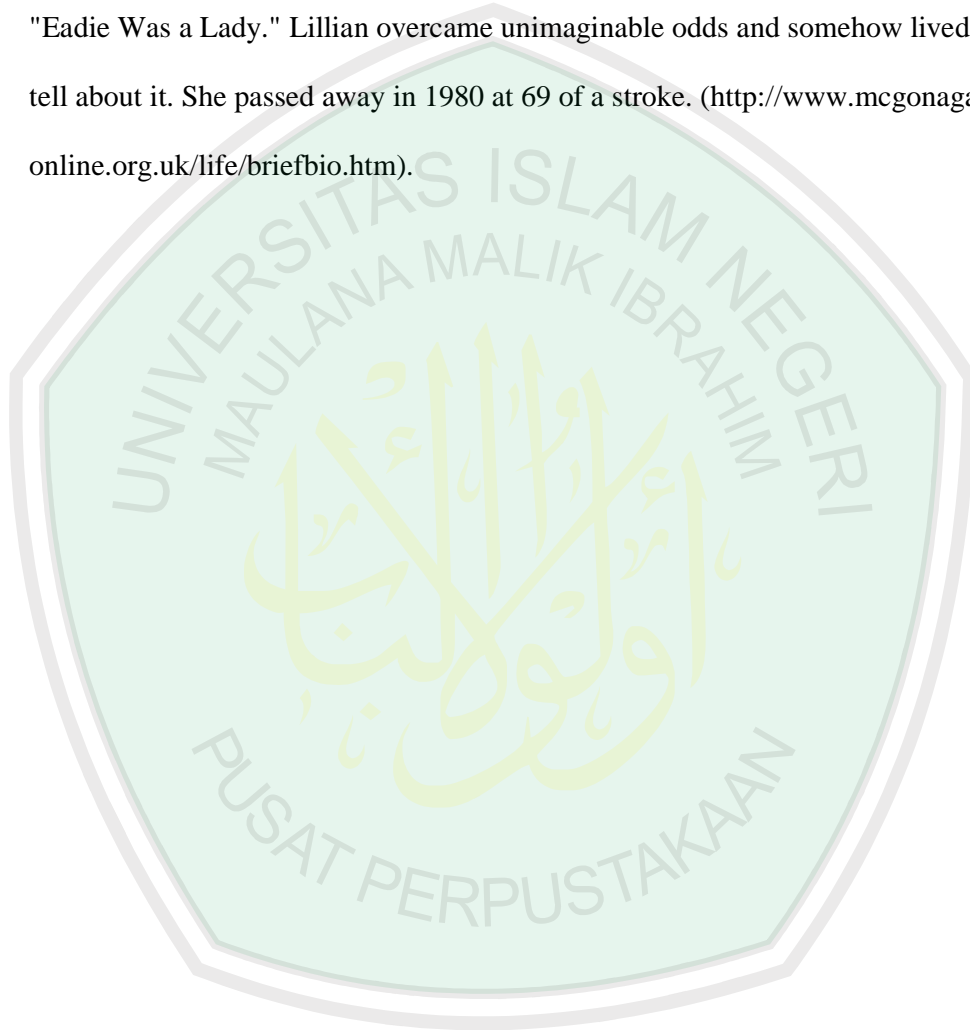 "Eadie Was a Lady." Lillian overcame unimaginable odds and somehow lived
tell about it. She passed away in 1980 at 69 of a stroke. (http://www.mcgonaga
online.org.uk/life/briefbio.htm).
UNIVERSITAS ISLAM NEGERI
MAULANA MALIK IBRAHIM
أولوا الألباب
PUSAT PERPUSTAKAAN